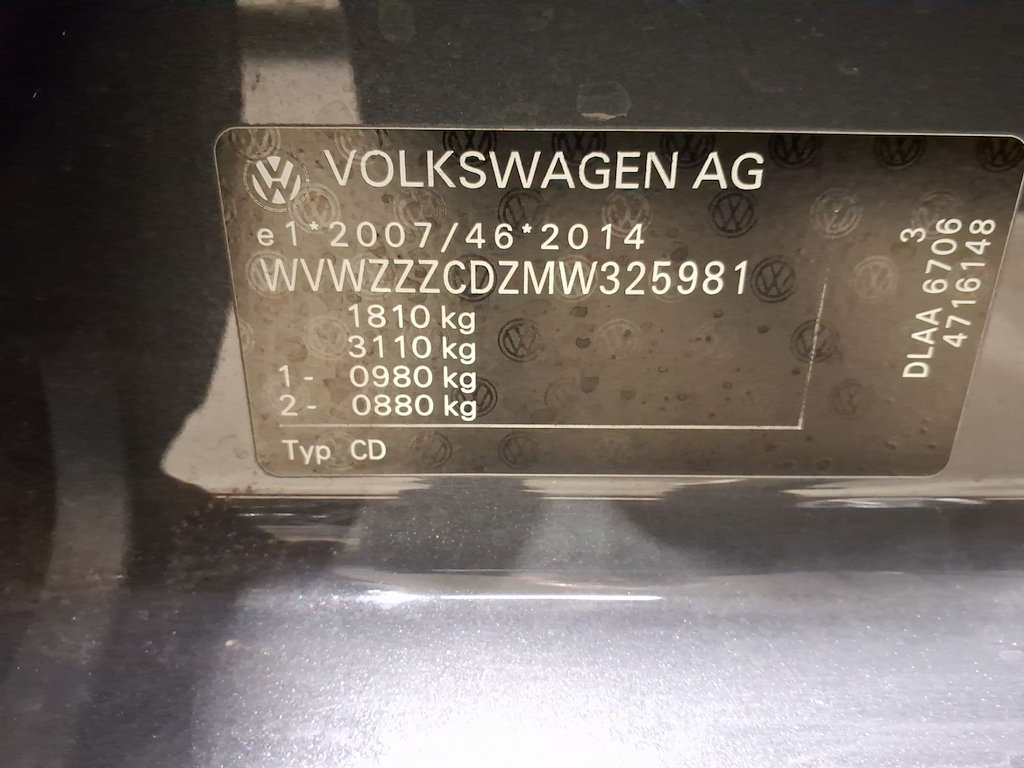 VOLKSWAGEN AG
e1*2007/46*2014
WVWZZZCDZMW325981
1810 kg
3110 kg
1- 0980 kg
2- 0880 kg
Typ CD
3
DLAA 6706
4716148